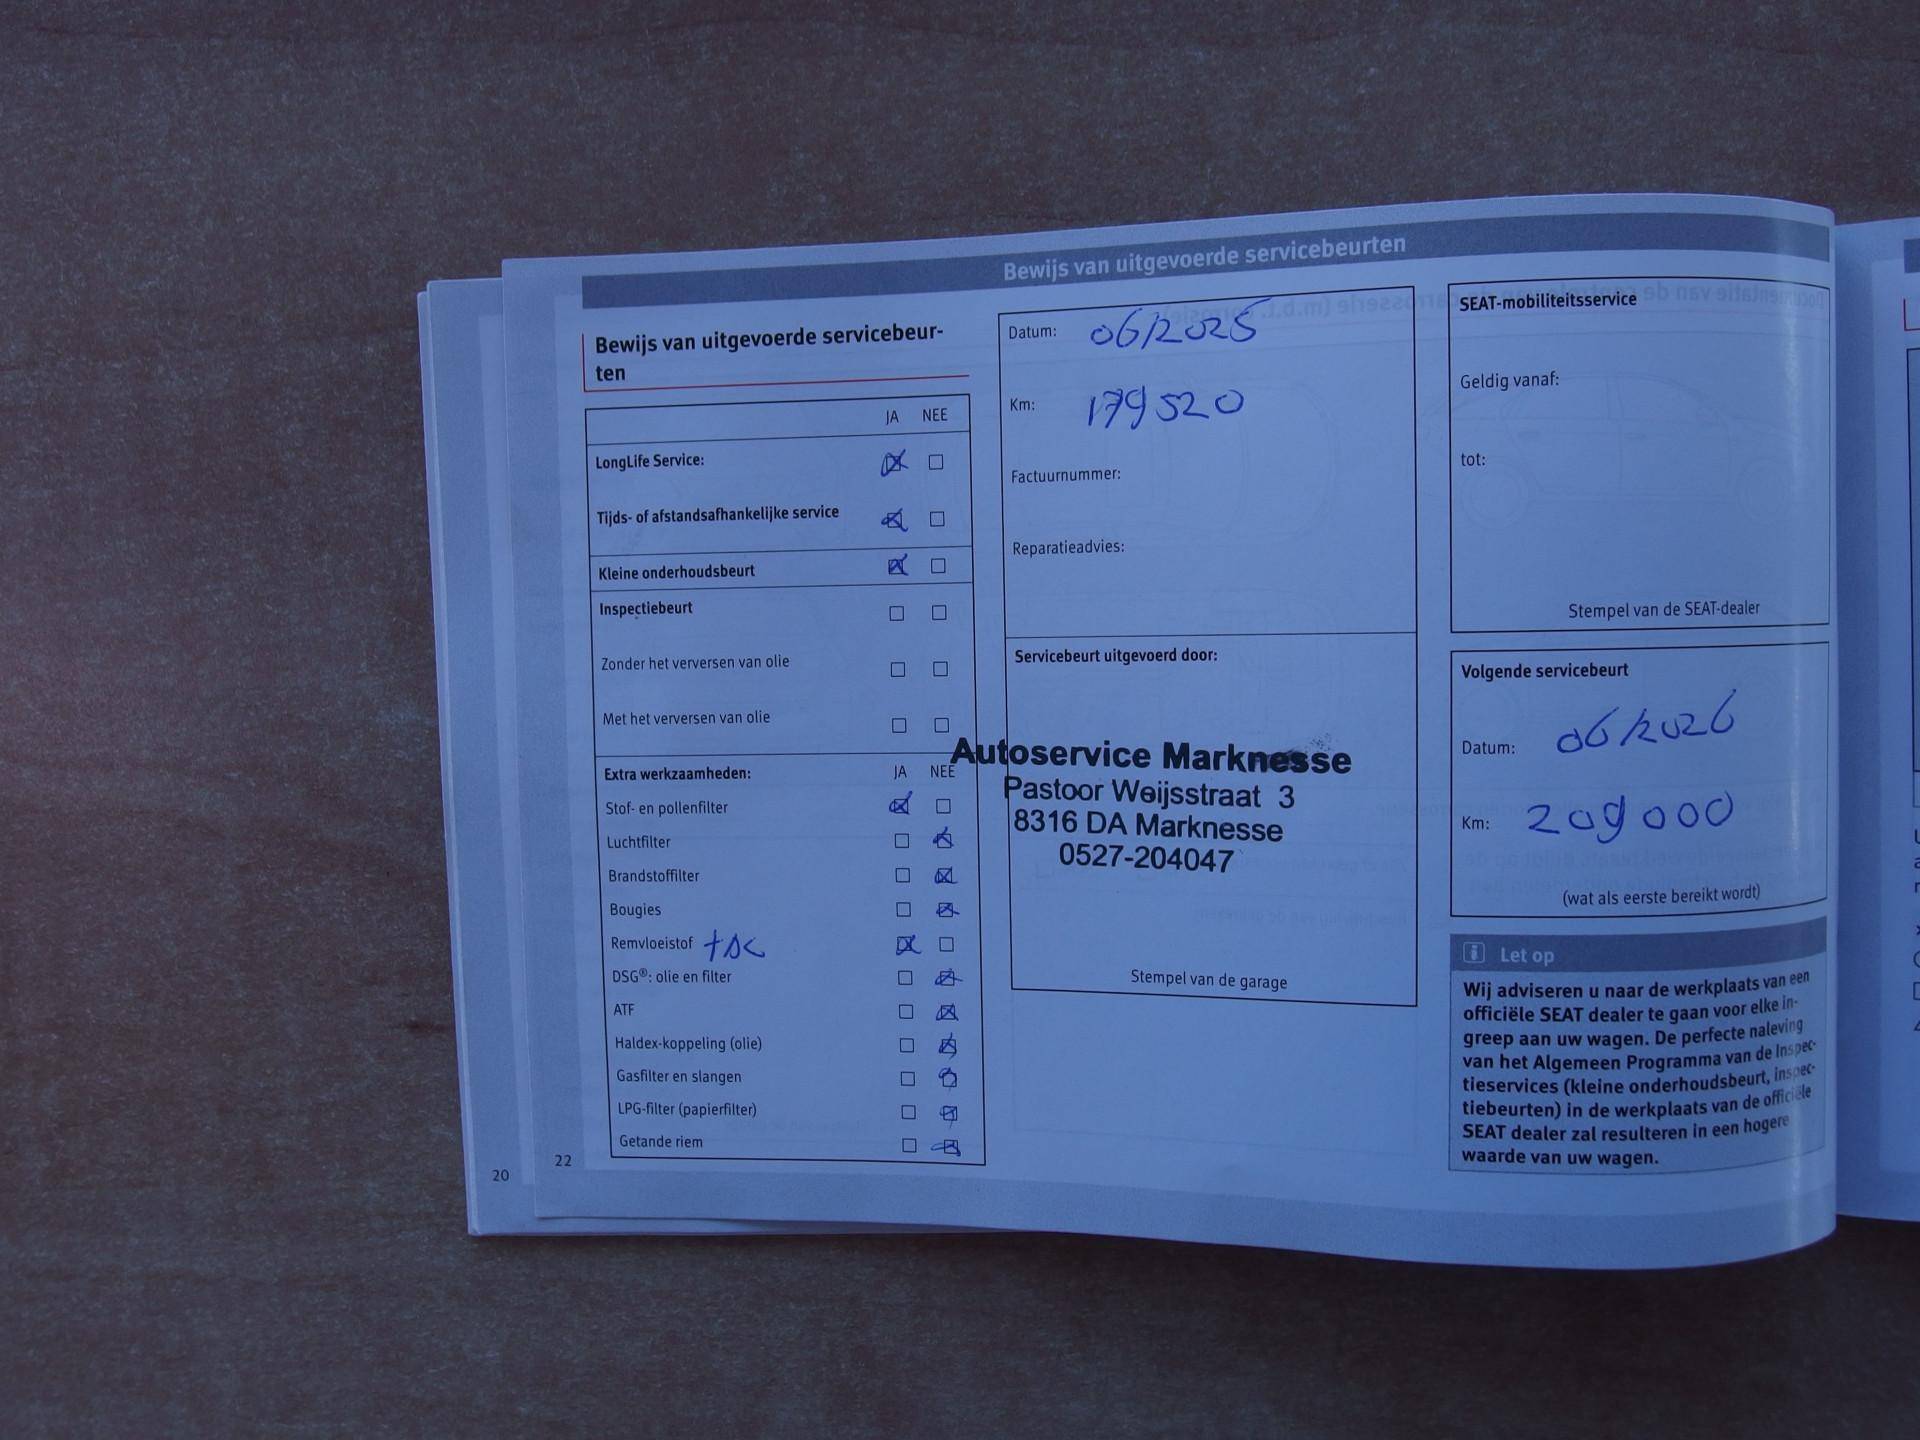 Bewijs van uitgevoerde servicebeurten
Bewijs van uitgevoerde servicebeur-
ten
JA NEE
LongLife Service:
Tijds- of afstandsafhankelijke service
Kleine onderhoudsbeurt
Inspectiebeurt
Zonder het verversen van olie
Met het verversen van olie
Extra werkzaamheden: JA NEE
Stof- en pollenfilter
Luchtfilter
Brandstoffilter
Bougies
Remvloeistof
DSG®: olie en filter
ATF
Haldex-koppeling (olie)
Gasfilter en slangen
LPG-filter (papierfilter)
Getande riem
22
20
Datum: 06/2025
Km: 179520
Factuurnummer:
Reparatieadvies:
Servicebeurt uitgevoerd door:
Autoservice Marknesse
Pastoor Weijsstraat 3
8316 DA Marknesse
0527-204047
Stempel van de garage
SEAT-mobiliteitsservice
Geldig vanaf:
tot:
Stempel van de SEAT-dealer
Volgende servicebeurt
Datum: 06/2026
Km: 209000
(wat als eerste bereikt wordt)
i Let op
Wij adviseren u naar de werkplaats van een
officiële SEAT dealer te gaan voor elke in-
greep aan uw wagen. De perfecte naleving
van het Algemeen Programma van de Inspec-
tieservices (kleine onderhoudsbeurt, inspec-
tiebeurten) in de werkplaats van de officiële
SEAT dealer zal resulteren in een hogere
waarde van uw wagen.